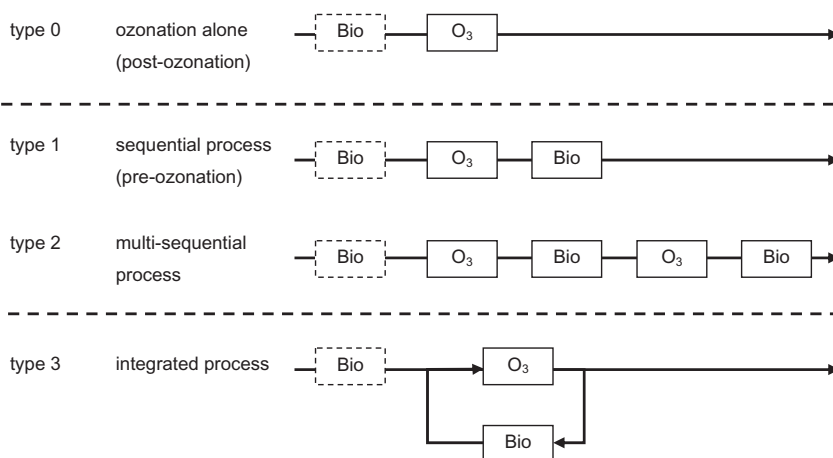 type 0 ozonation alone Bio O₃
(post-ozonation)
type 1 sequential process Bio O₃ Bio
(pre-ozonation)
type 2 multi-sequential Bio O₃ Bio O₃ Bio
process
type 3 integrated process Bio O₃
Bio